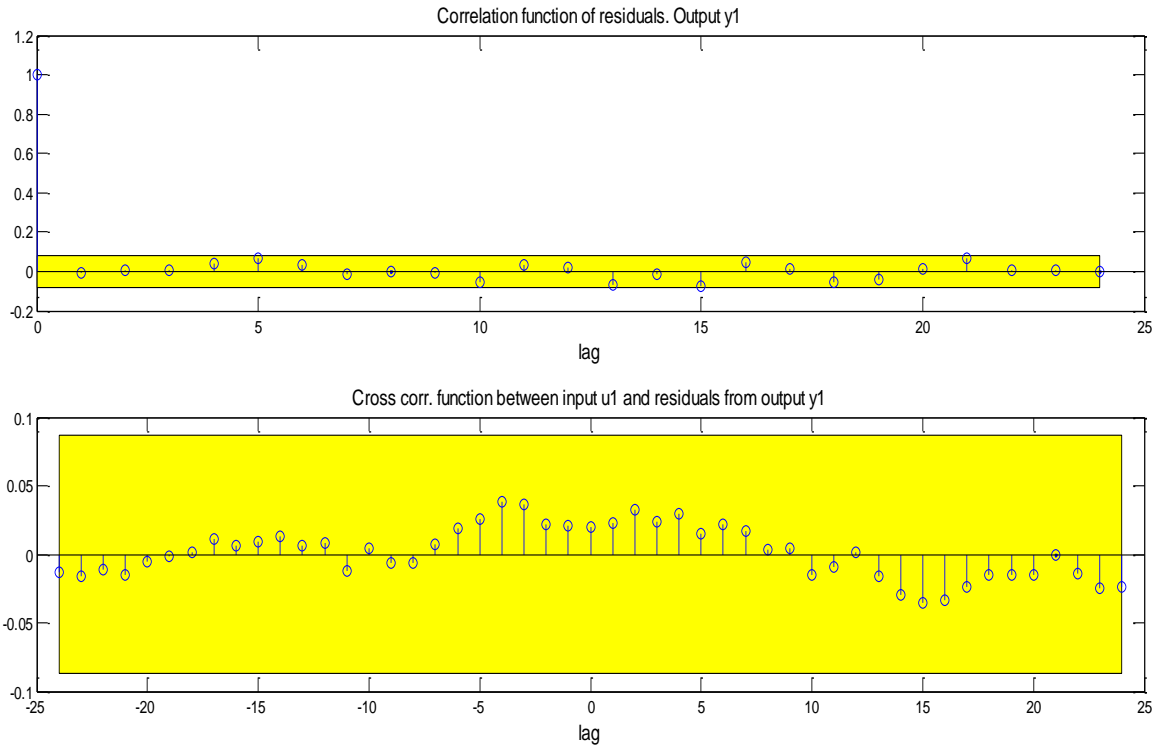 Correlation function of residuals. Output y1
1.2
1
0.8
0.6
0.4
0.2
0
-0.2
0 5 10 15 20 25
lag
Cross corr. function between input u1 and residuals from output y1
0.1
0.05
0
-0.05
-0.1
-25 -20 -15 -10 -5 0 5 10 15 20 25
lag